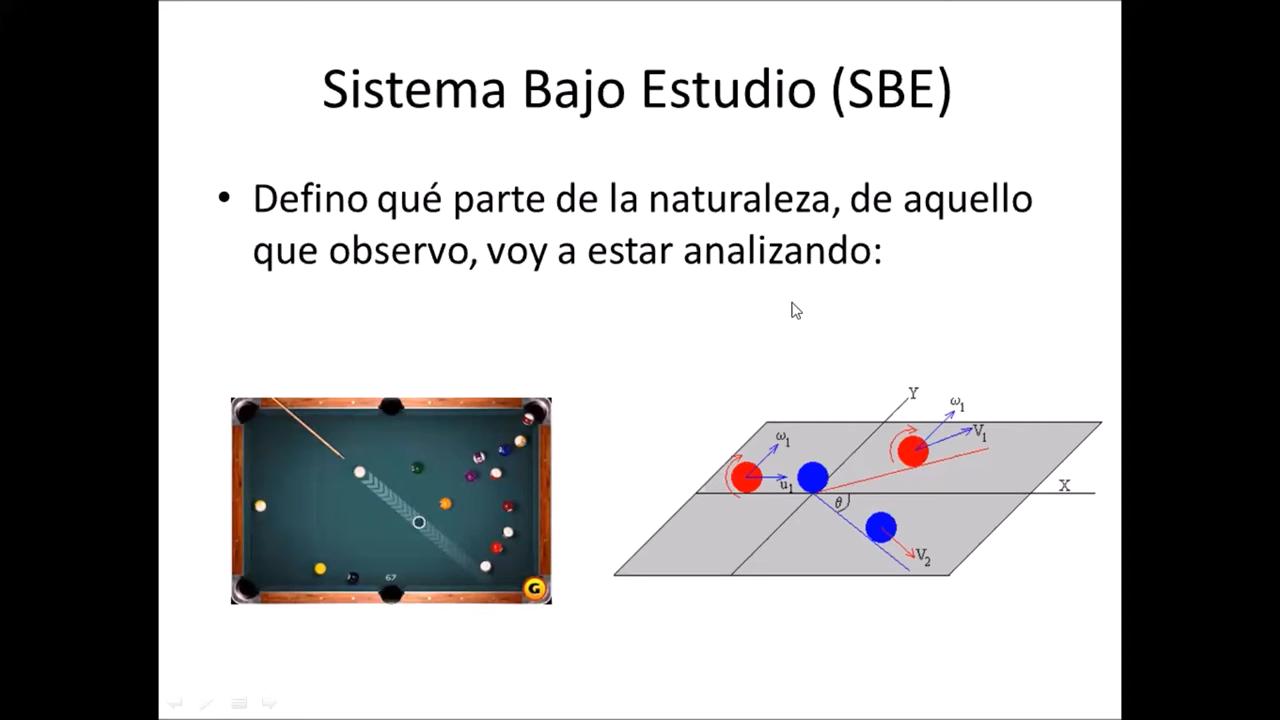 Sistema Bajo Estudio (SBE)
• Defino qué parte de la naturaleza, de aquello
que observo, voy a estar analizando:
67
G
Y
ω1
V1
ω1
u1
X
θ
V2